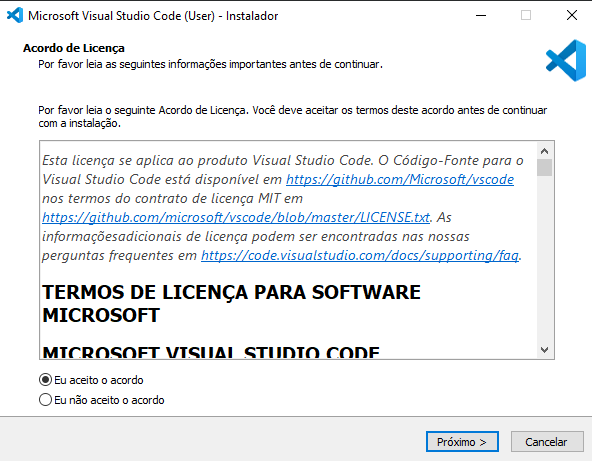 Microsoft Visual Studio Code (User) - Instalador
Acordo de Licença
Por favor leia as seguintes informações importantes antes de continuar.
Por favor leia o seguinte Acordo de Licença. Você deve aceitar os termos deste acordo antes de continuar
com a instalação.
Esta licença se aplica ao produto Visual Studio Code. O Código-Fonte para o
Visual Studio Code está disponível em https://github.com/Microsoft/vscode
nos termos do contrato de licença MIT em
https://github.com/microsoft/vscode/blob/master/LICENSE.txt. As
informaçõesadicionais de licença podem ser encontradas nas nossas
perguntas frequentes em https://code.visualstudio.com/docs/supporting/faq.
TERMOS DE LICENÇA PARA SOFTWARE
MICROSOFT
MICROSOFT VISUAL STUDIO CODE
Eu aceito o acordo
Eu não aceito o acordo
Próximo >
Cancelar